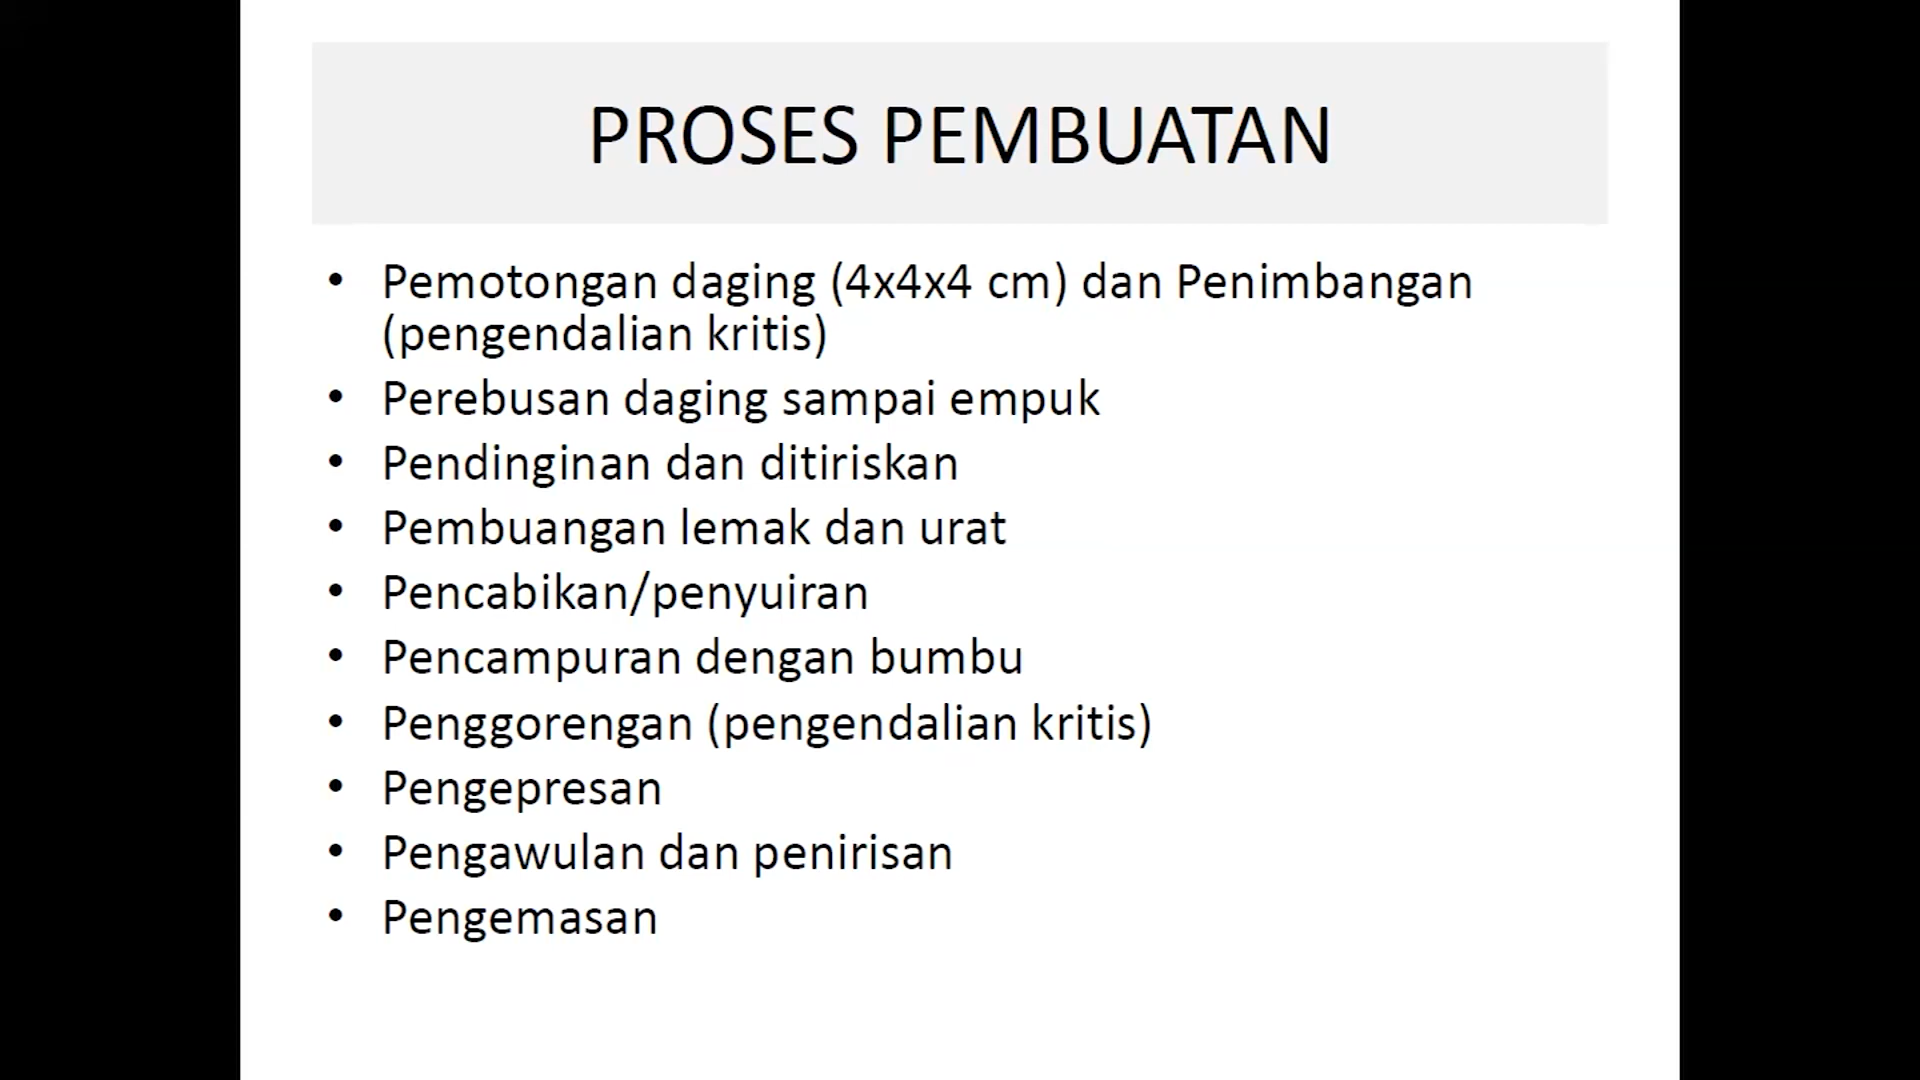 PROSES PEMBUATAN
• Pemotongan daging (4x4x4 cm) dan Penimbangan
(pengendalian kritis)
• Perebusan daging sampai empuk
• Pendinginan dan ditiriskan
• Pembuangan lemak dan urat
• Pencabikan/penyuiran
• Pencampuran dengan bumbu
• Penggorengan (pengendalian kritis)
• Pengepresan
• Pengawulan dan penirisan
• Pengemasan